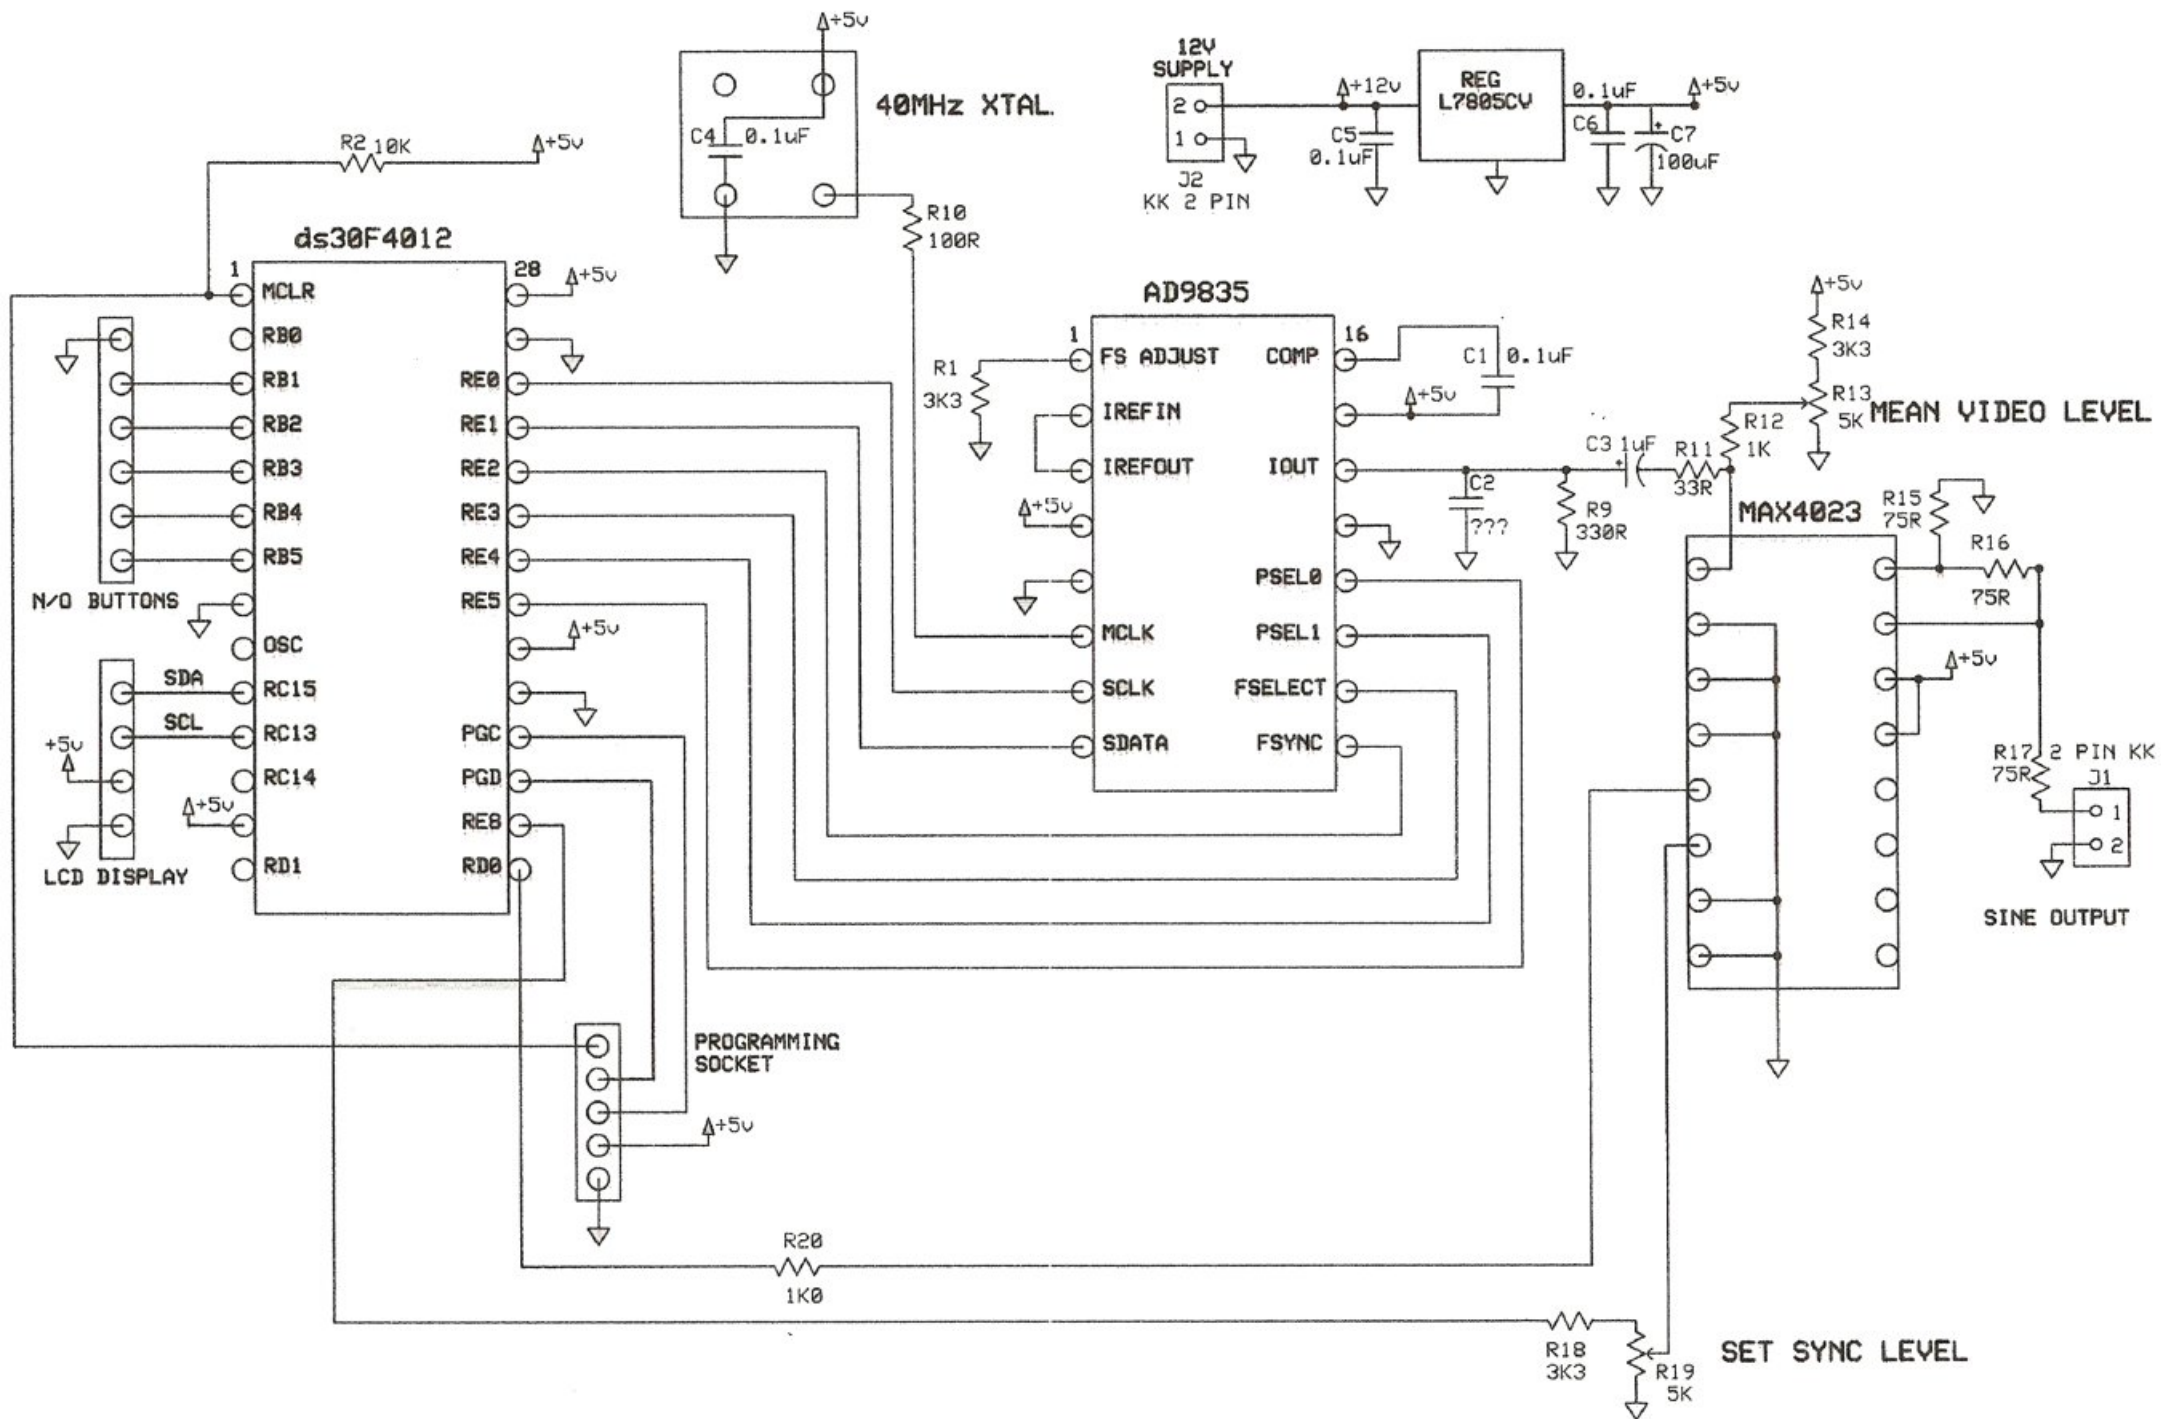 +5v
40MHz XTAL.
C4
0.1uF
R2 10K
+5v
R10
100R
12V
SUPPLY
2
1
J2
KK 2 PIN
+12v
C5
0.1uF
REG
L7805CV
0.1uF
C6
+
C7
100uF
+5v
ds30F4012
1
28
MCLR
RB0
RB1
RB2
RB3
RB4
RB5
OSC
RC15
RC13
RC14
RD1
+5v
RE0
RE1
RE2
RE3
RE4
RE5
+5v
PGC
PGD
RE8
RD0
N/O BUTTONS
SDA
SCL
+5v
+5v
LCD DISPLAY
AD9835
1
16
R1
3K3
FS ADJUST
IREFIN
IREFOUT
+5v
MCLK
SCLK
SDATA
COMP
IOUT
PSEL0
PSEL1
FSELECT
FSYNC
C1
0.1uF
+5v
C2
???
R9
330R
C3 1uF
+
R11
33R
R12
1K
+5v
R14
3K3
R13
5K
MEAN VIDEO LEVEL
MAX4023
R15
75R
R16
75R
+5v
R17
75R
2 PIN KK
J1
1
2
SINE OUTPUT
PROGRAMMING
SOCKET
+5v
R20
1K0
R18
3K3
R19
5K
SET SYNC LEVEL